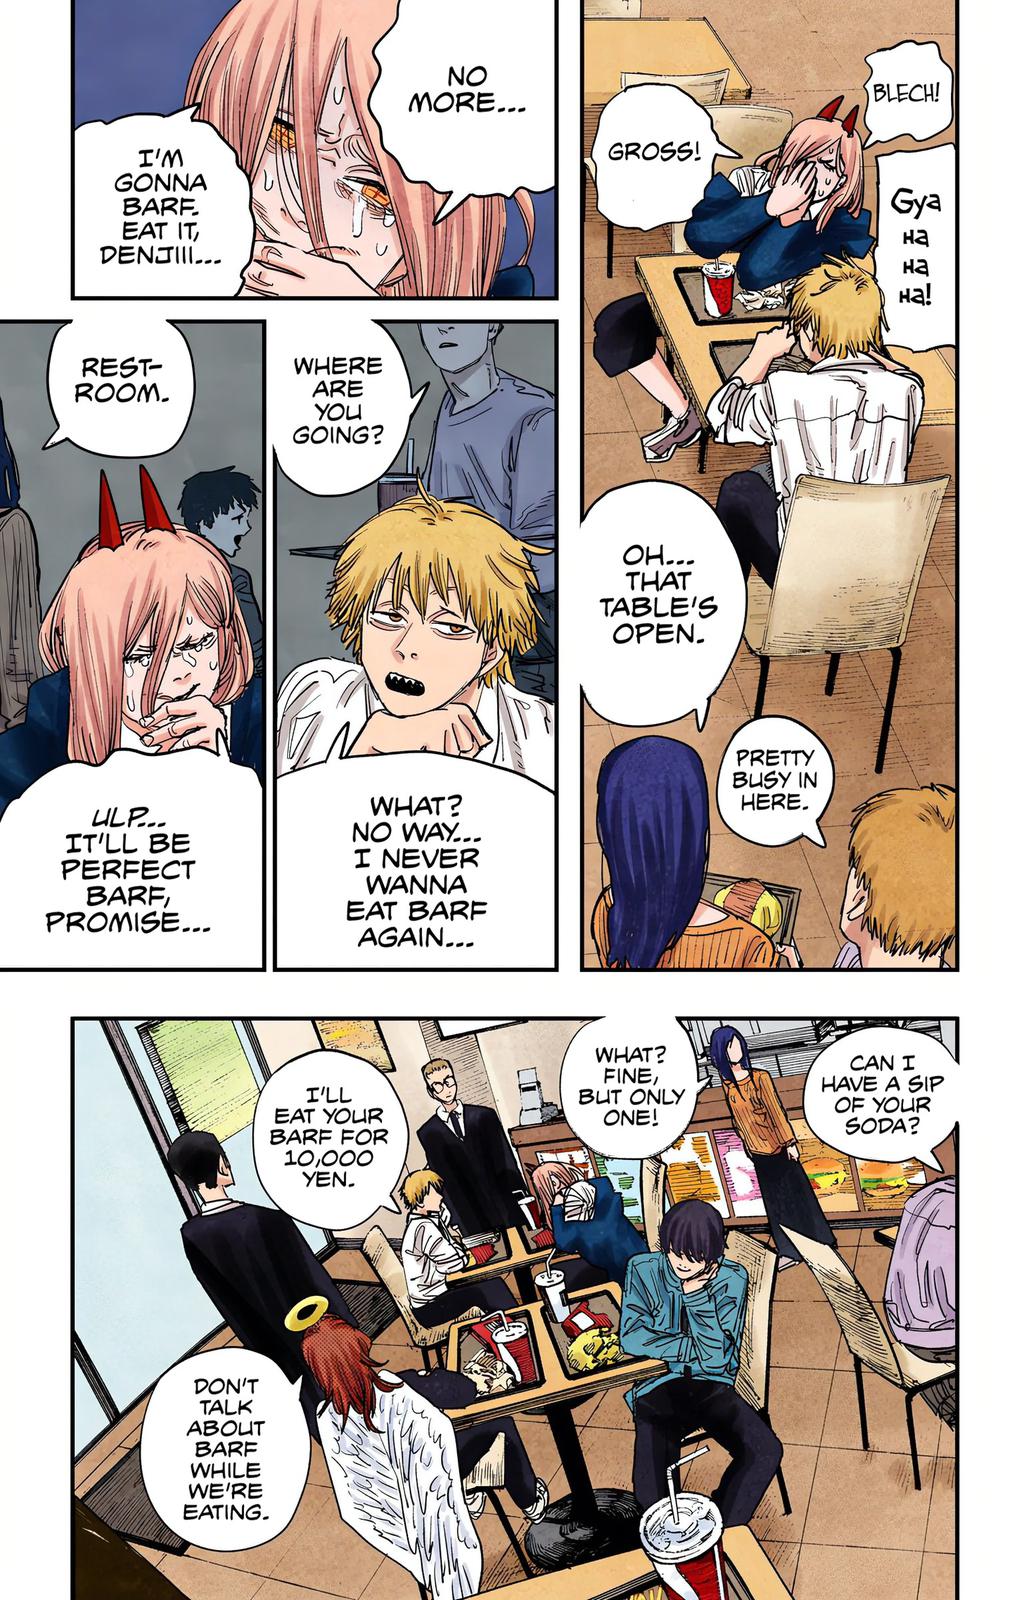 BLECH!
GROSS!
Gya
Ha
Ha
Ha!
OH...
THAT
TABLE'S
OPEN.
PRETTY
BUSY IN
HERE.
NO
MORE...
I'M
GONNA
BARF.
EAT IT,
DENJIII...
WHERE
ARE
YOU
GOING?
WHAT?
NO WAY...
I NEVER
WANNA
EAT BARF
AGAIN...
REST-
ROOM.
ULP...
IT'LL BE
PERFECT
BARF,
PROMISE...
CAN I
HAVE A SIP
OF YOUR
SODA?
WHAT?
FINE,
BUT ONLY
ONE!
I'LL
EAT YOUR
BARF FOR
10,000
YEN.
DON'T
TALK
ABOUT
BARF
WHILE
WE'RE
EATING.